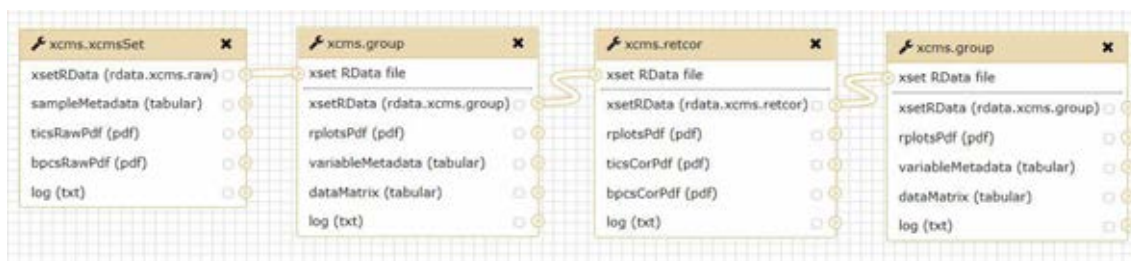 xcms.xcmsSet
xsetRData (rdata.xcms.raw)
sampleMetadata (tabular)
ticsRawPdf (pdf)
bpcsRawPdf (pdf)
log (txt)
xcms.group
xset RData file
xsetRData (rdata.xcms.group)
rplotsPdf (pdf)
variableMetadata (tabular)
dataMatrix (tabular)
log (txt)
xcms.retcor
xset RData file
xsetRData (rdata.xcms.retcor)
rplotsPdf (pdf)
ticsCorPdf (pdf)
bpcsCorPdf (pdf)
log (txt)
xcms.group
xset RData file
xsetRData (rdata.xcms.group)
rplotsPdf (pdf)
variableMetadata (tabular)
dataMatrix (tabular)
log (txt)